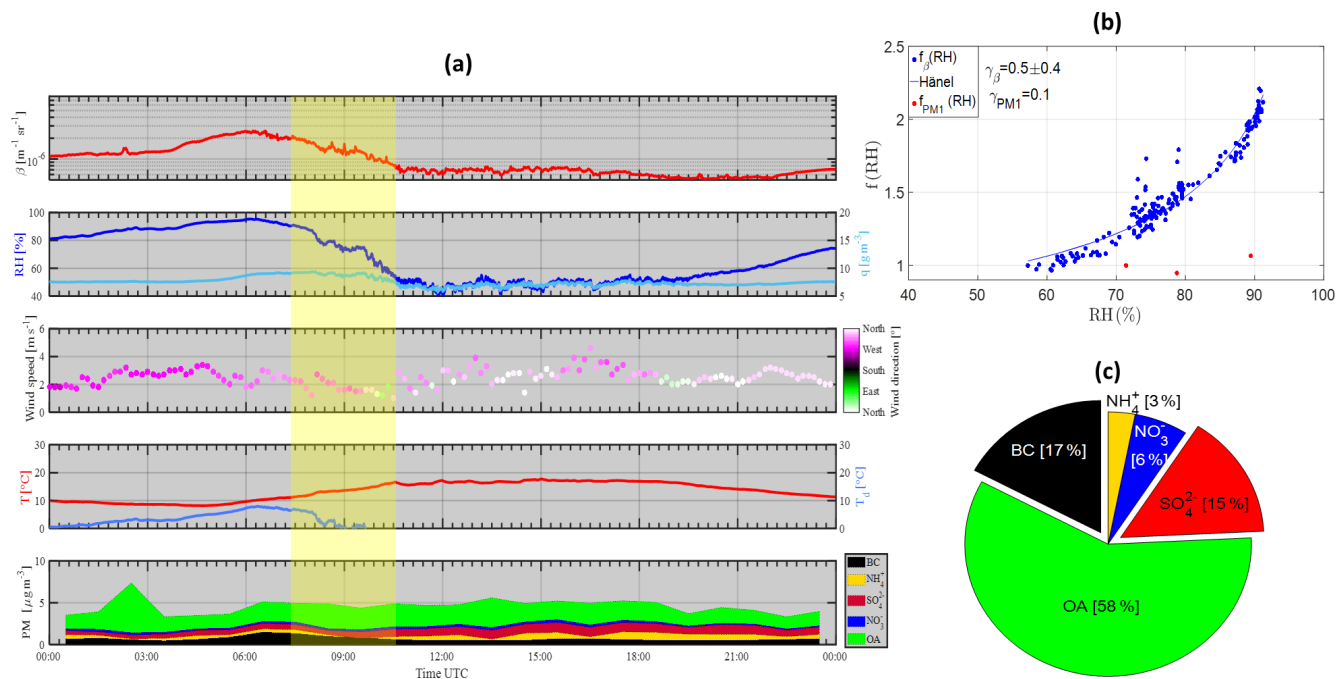 (a)
β [m⁻¹ sr⁻¹]
10⁻⁶
RH [%]
100
80
60
40
20
15
10
5
q [g m⁻³]
Wind speed [m s⁻¹]
6
4
2
0
North
West
South
East
North
Wind direction [°]
T [°C]
30
20
10
0
30
20
10
0
T_d [°C]
PM [μg m⁻³]
10
5
0
BC
NH₄⁺
SO₄²⁻
NO₃⁻
OA
00:00 03:00 06:00 09:00 12:00 15:00 18:00 21:00 00:00
Time UTC
(b)
f_β(RH)
Hänel
f_PM1 (RH)
γ_β=0.5±0.4
γ_PM1=0.1
f (RH)
2.5
2
1.5
1
40 50 60 70 80 90 100
RH (%)
(c)
NH₄⁺ [3 %]
NO₃⁻
[6 %]
BC [17 %]
SO₄²⁻ [15 %]
OA [58 %]